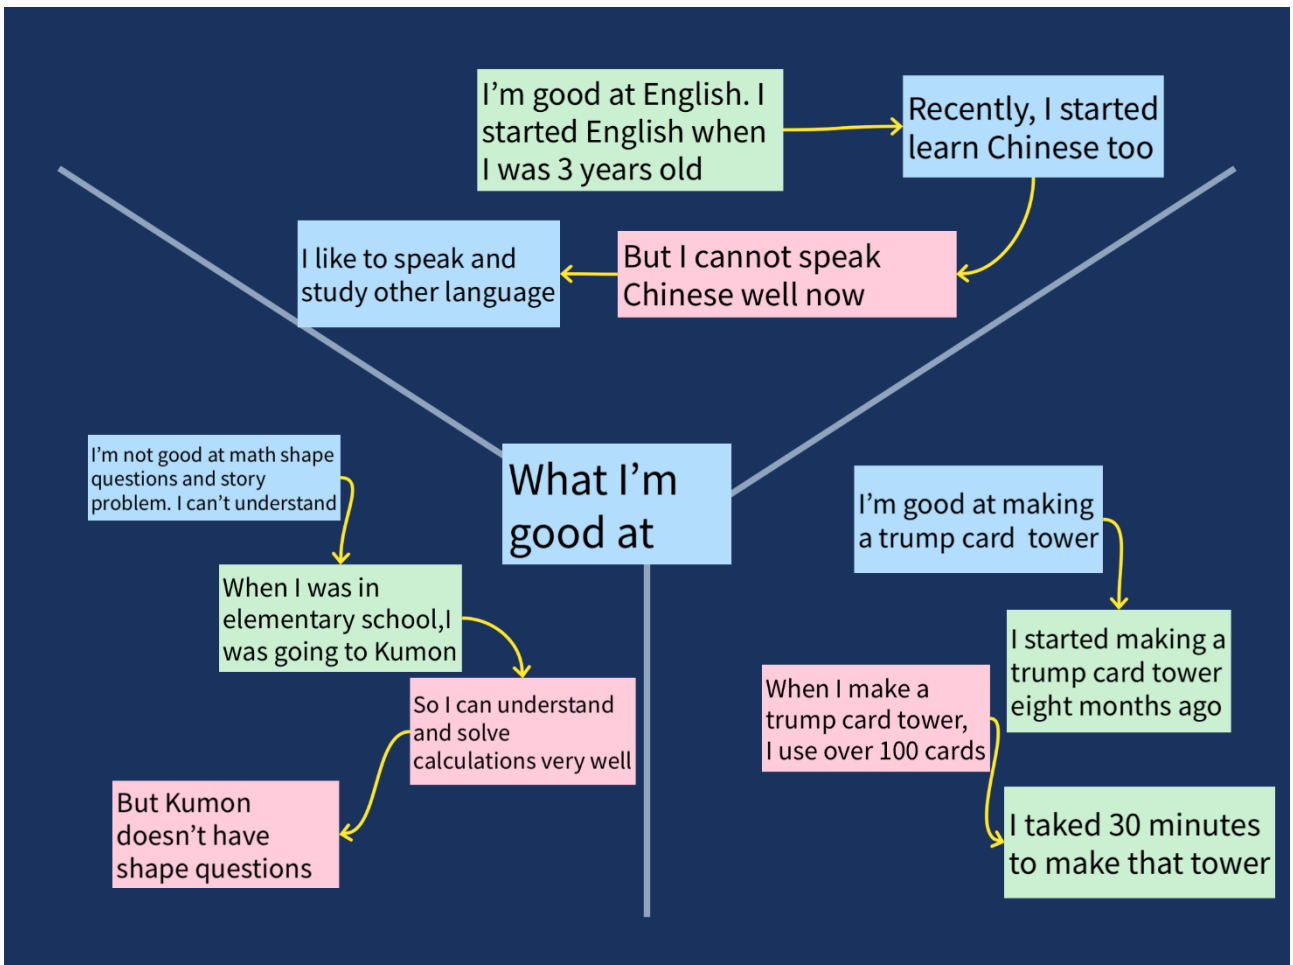 I'm good at English. I
started English when
I was 3 years old
Recently, I started
learn Chinese too
But I cannot speak
Chinese well now
I like to speak and
study other language
What I'm
good at
I'm not good at math shape
questions and story
problem. I can't understand
When I was in
elementary school,I
was going to Kumon
So I can understand
and solve
calculations very well
But Kumon
doesn't have
shape questions
I'm good at making
a trump card  tower
I started making a
trump card tower
eight months ago
When I make a
trump card tower,
I use over 100 cards
I taked 30 minutes
to make that tower